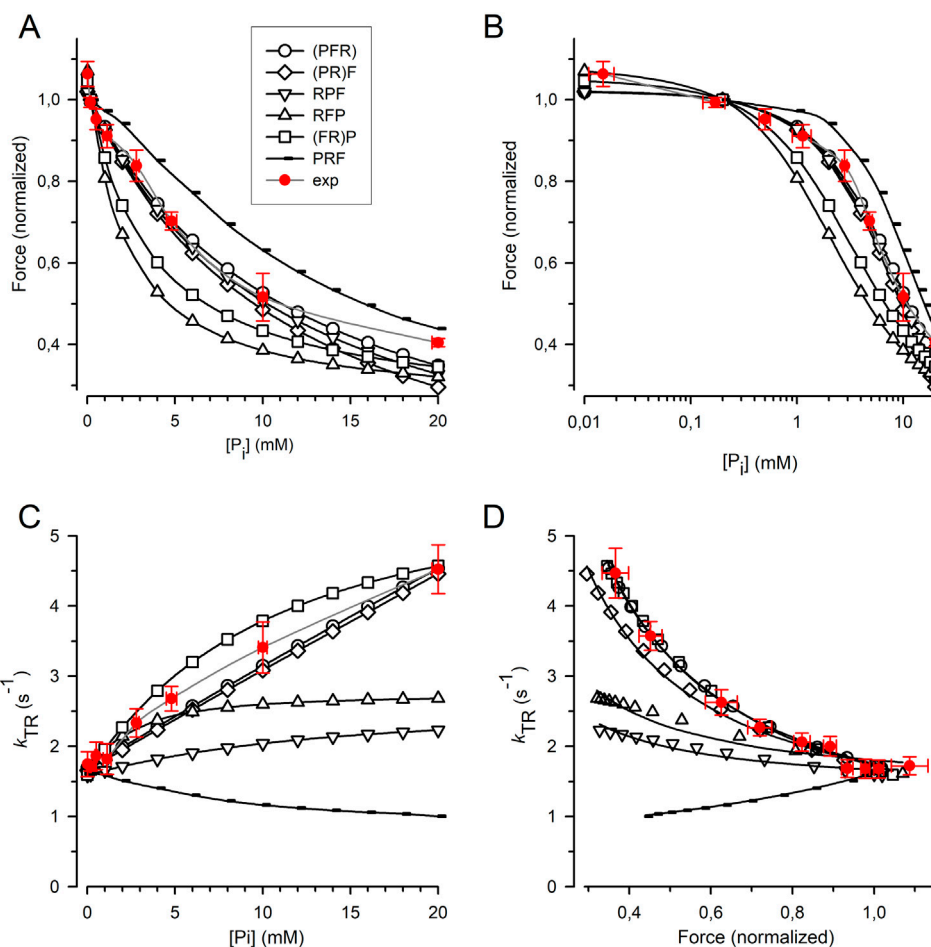 A
B
(PFR)
(PR)F
RPF
RFP
(FR)P
PRF
exp
1,0
0,8
0,6
0,4
Force (normalized)
0 5 10 15 20
[Pi] (mM)
1,0
0,8
0,6
0,4
Force (normalized)
0,01 0,1 1 10
[Pi] (mM)
C
D
5
4
3
2
1
0
kTR (s-1)
0 5 10 15 20
[Pi] (mM)
5
4
3
2
1
0
kTR (s-1)
0,4 0,6 0,8 1,0
Force (normalized)